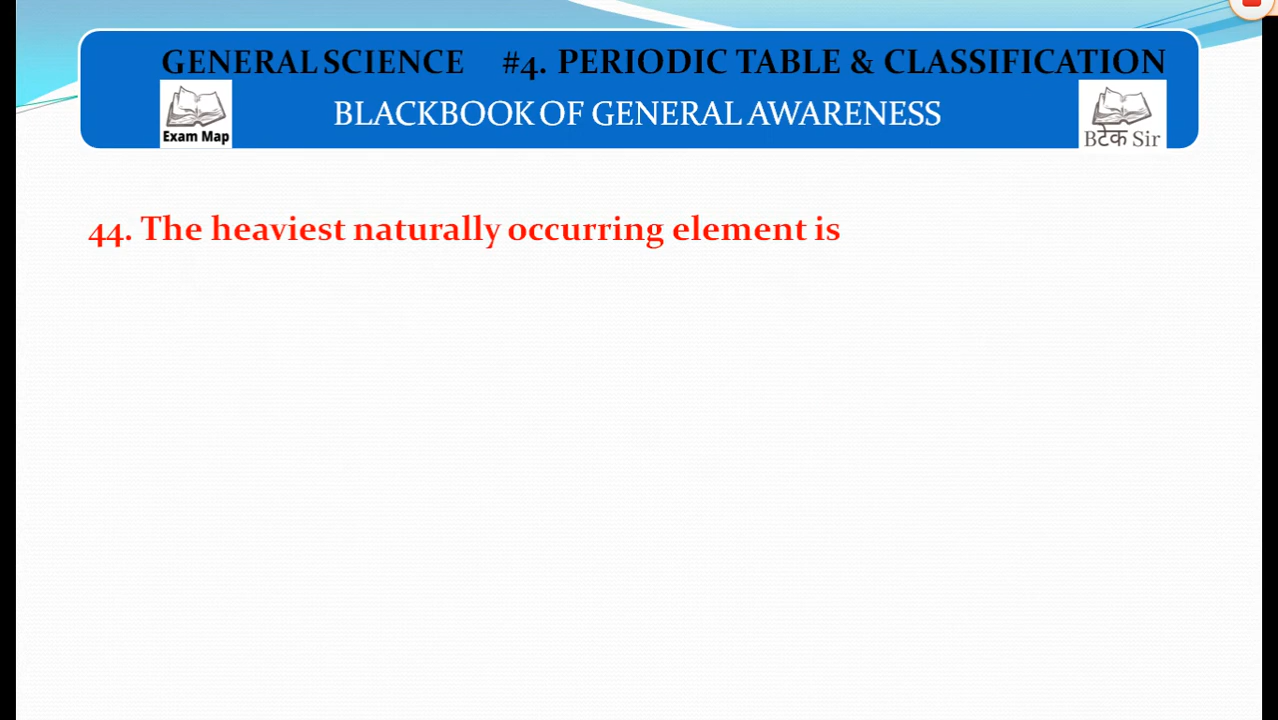 GENERAL SCIENCE #4. PERIODIC TABLE & CLASSIFICATION
BLACKBOOK OF GENERAL AWARENESS
Exam Map
Bटेक Sir
44. The heaviest naturally occurring element is